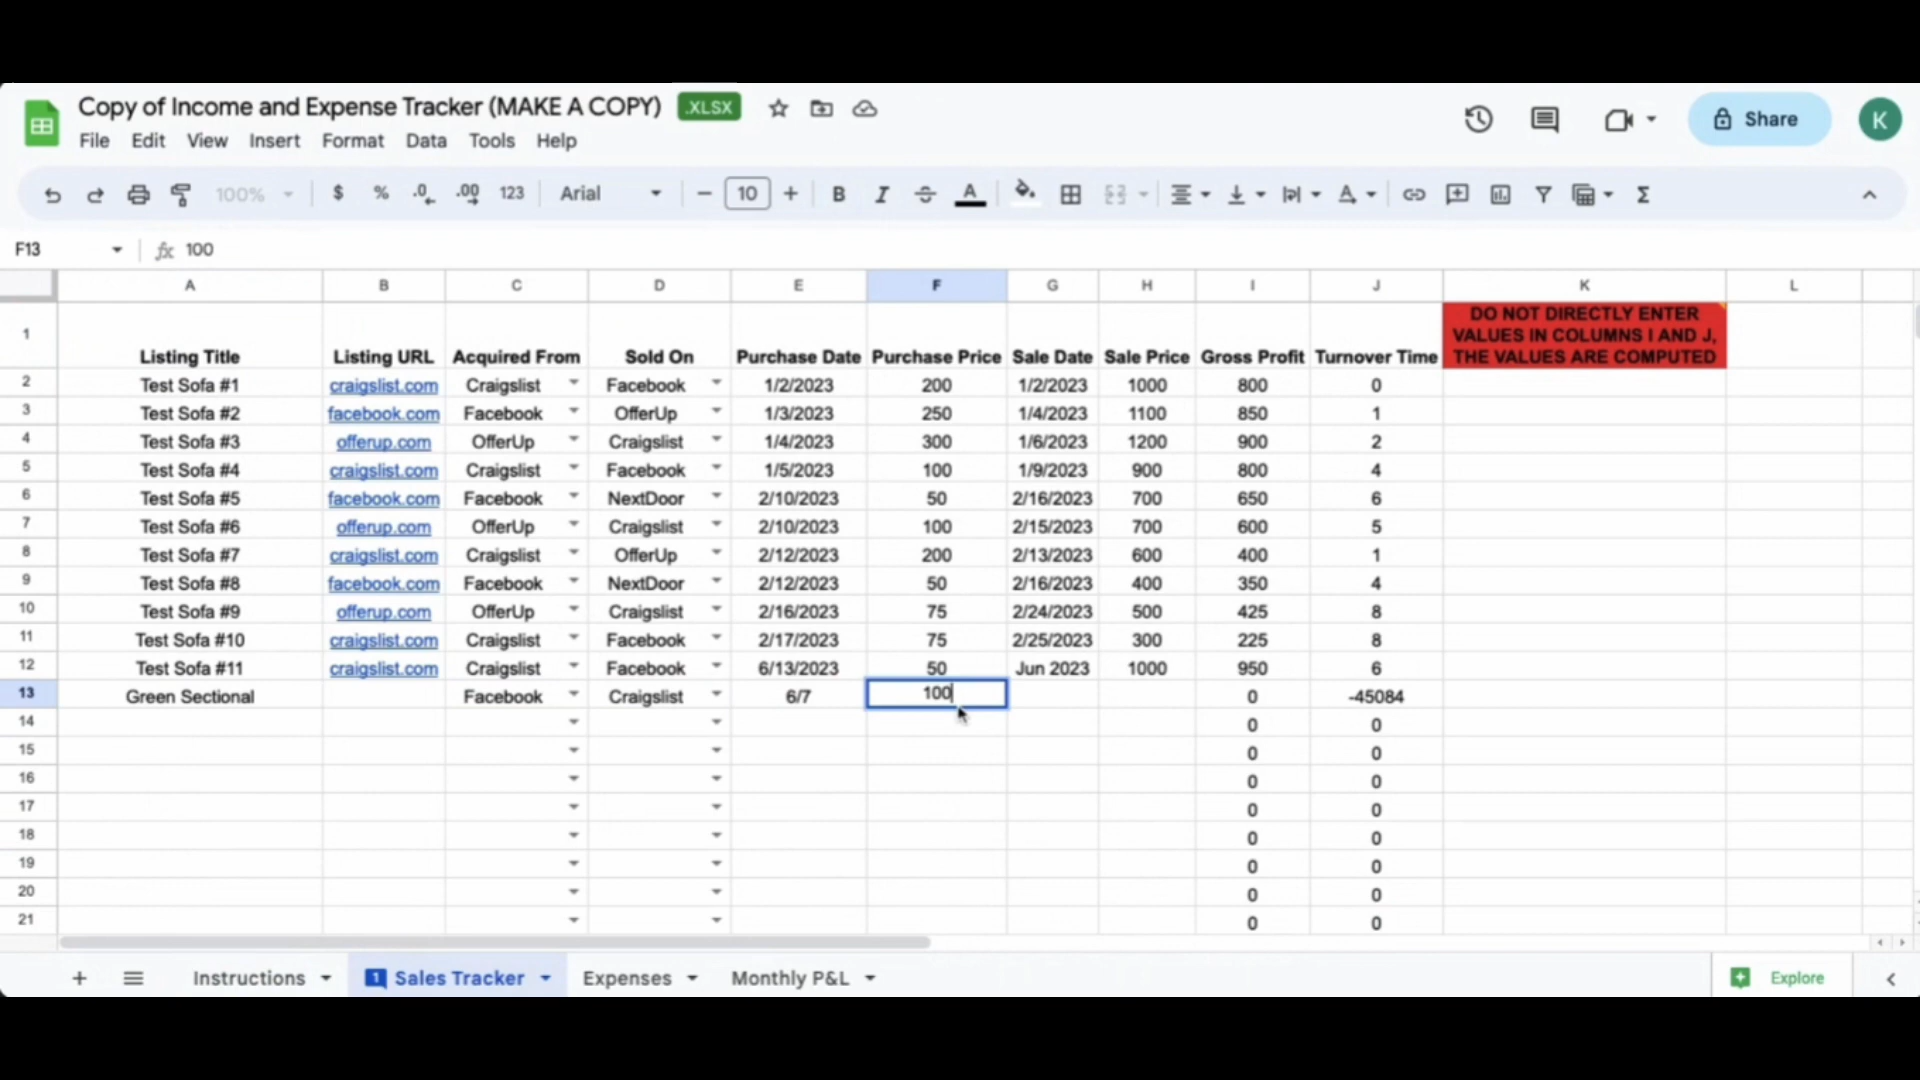 Copy of Income and Expense Tracker (MAKE A COPY) .XLSX
File Edit View Insert Format Data Tools Help
Share
K
100% $ % .0 .00 123 Arial 10 B I A A Σ
F13 fx 100
A B C D E F G H I J K L
1 Listing Title Listing URL Acquired From Sold On Purchase Date Purchase Price Sale Date Sale Price Gross Profit Turnover Time
DO NOT DIRECTLY ENTER
VALUES IN COLUMNS I AND J,
THE VALUES ARE COMPUTED
2 Test Sofa #1 craigslist.com Craigslist Facebook 1/2/2023 200 1/2/2023 1000 800 0
3 Test Sofa #2 facebook.com Facebook OfferUp 1/3/2023 250 1/4/2023 1100 850 1
4 Test Sofa #3 offerup.com OfferUp Craigslist 1/4/2023 300 1/6/2023 1200 900 2
5 Test Sofa #4 craigslist.com Craigslist Facebook 1/5/2023 100 1/9/2023 900 800 4
6 Test Sofa #5 facebook.com Facebook NextDoor 2/10/2023 50 2/16/2023 700 650 6
7 Test Sofa #6 offerup.com OfferUp Craigslist 2/10/2023 100 2/15/2023 700 600 5
8 Test Sofa #7 craigslist.com Craigslist OfferUp 2/12/2023 200 2/13/2023 600 400 1
9 Test Sofa #8 facebook.com Facebook NextDoor 2/12/2023 50 2/16/2023 400 350 4
10 Test Sofa #9 offerup.com OfferUp Craigslist 2/16/2023 75 2/24/2023 500 425 8
11 Test Sofa #10 craigslist.com Craigslist Facebook 2/17/2023 75 2/25/2023 300 225 8
12 Test Sofa #11 craigslist.com Craigslist Facebook 6/13/2023 50 Jun 2023 1000 950 6
13 Green Sectional Facebook Craigslist 6/7 100 0 -45084
14 0 0
15 0 0
16 0 0
17 0 0
18 0 0
19 0 0
20 0 0
21 0 0
+ Instructions 1 Sales Tracker Expenses Monthly P&L Explore